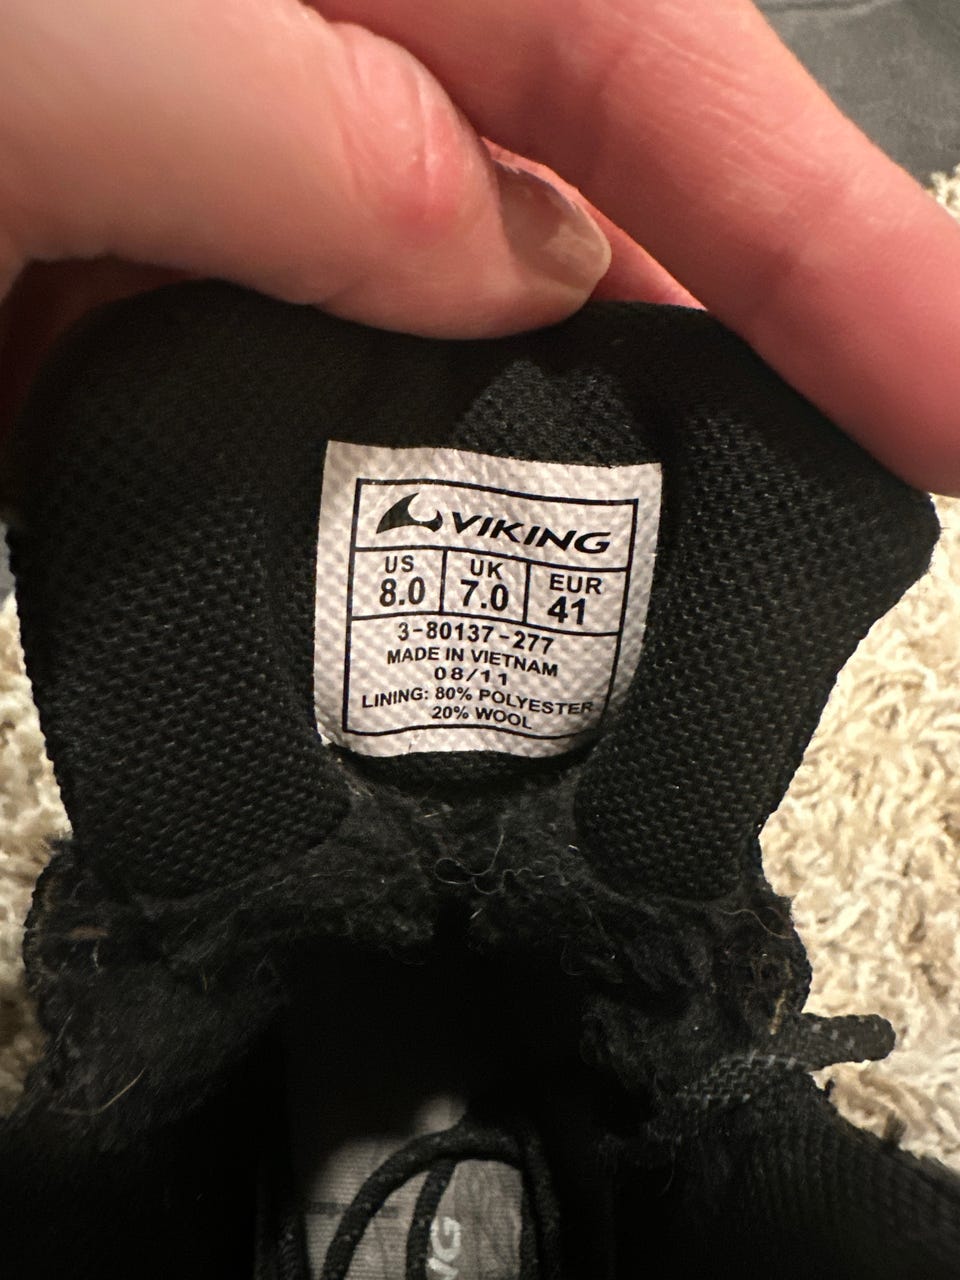 VIKING
US UK EUR
8.0 7.0 41
3-80137-277
MADE IN VIETNAM
08/11
LINING: 80% POLYESTER
20% WOOL
NG